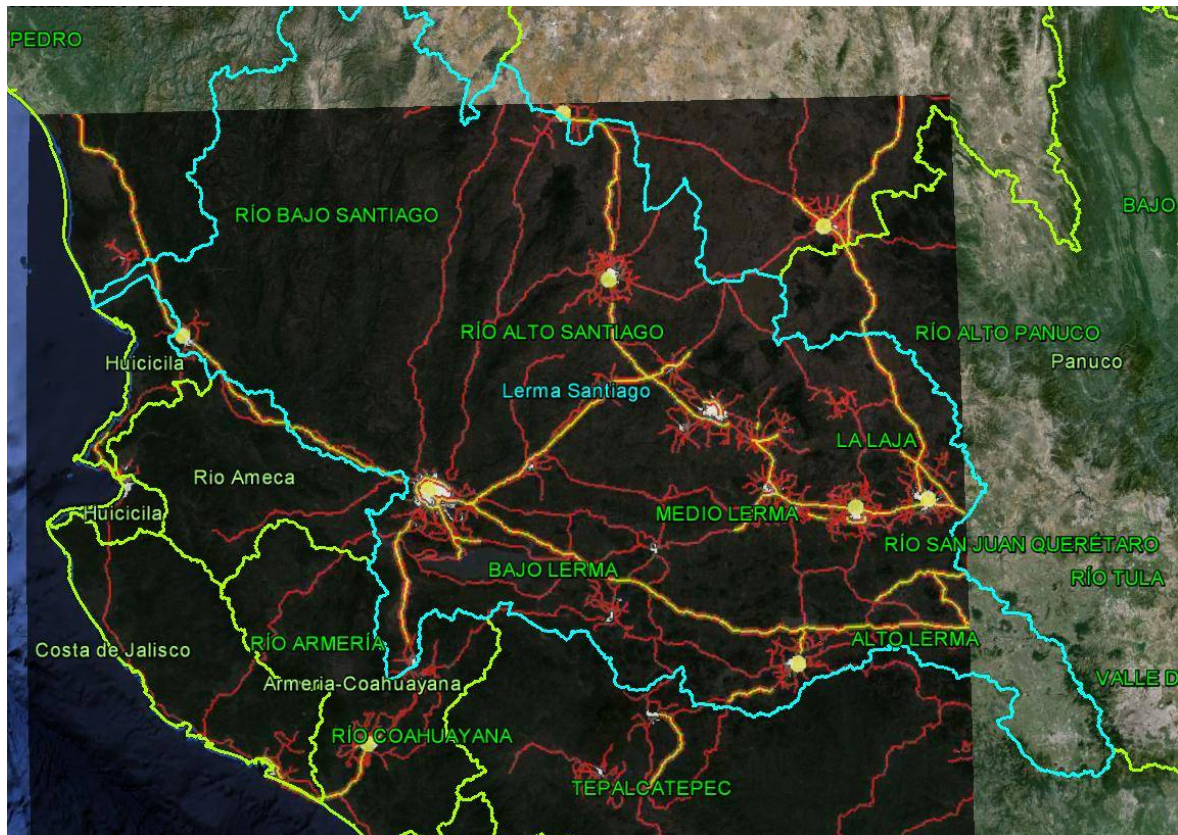 PEDRO
BAJO
RÍO BAJO SANTIAGO
RÍO ALTO SANTIAGO
RÍO ALTO PANUCO
Huicicila
Panuco
Lerma Santiago
LA LAJA
Rio Ameca
Huicicila
MEDIO LERMA
RÍO SAN JUAN QUERÉTARO
BAJO LERMA
RÍO TULA
RÍO ARMERÍA
ALTO LERMA
Costa de Jalisco
Armeria-Coahuayana
VALLE D
RÍO COAHUAYANA
TEPALCATEPEC